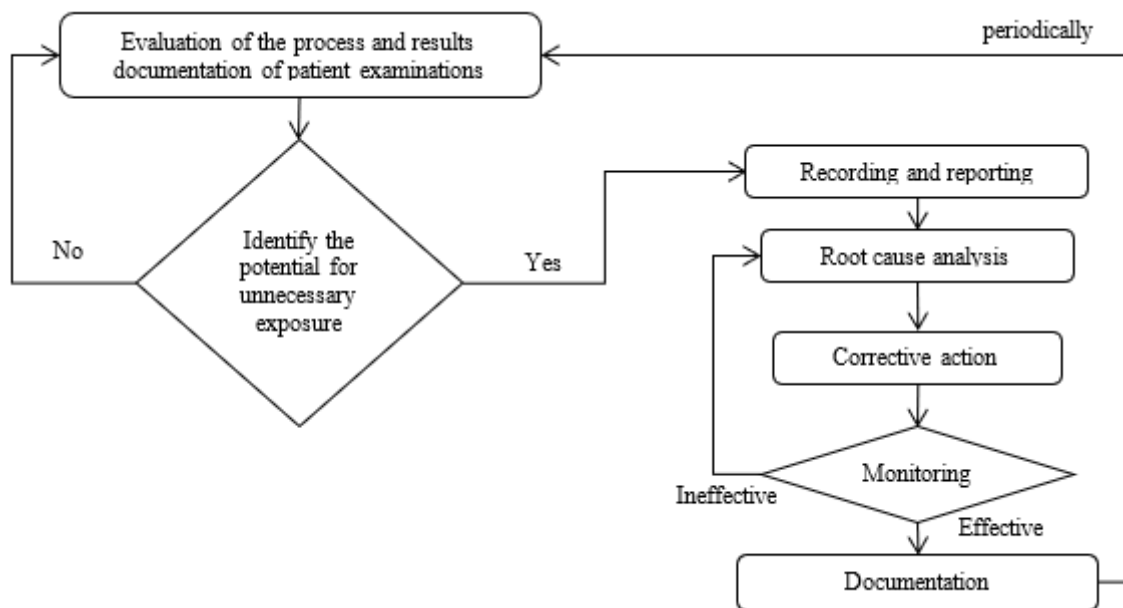 periodically
Evaluation of the process and results
documentation of patient examinations
Recording and reporting
No
Identify the
potential for
unnecessary
exposure
Yes
Root cause analysis
Corrective action
Monitoring
Ineffective
Effective
Documentation